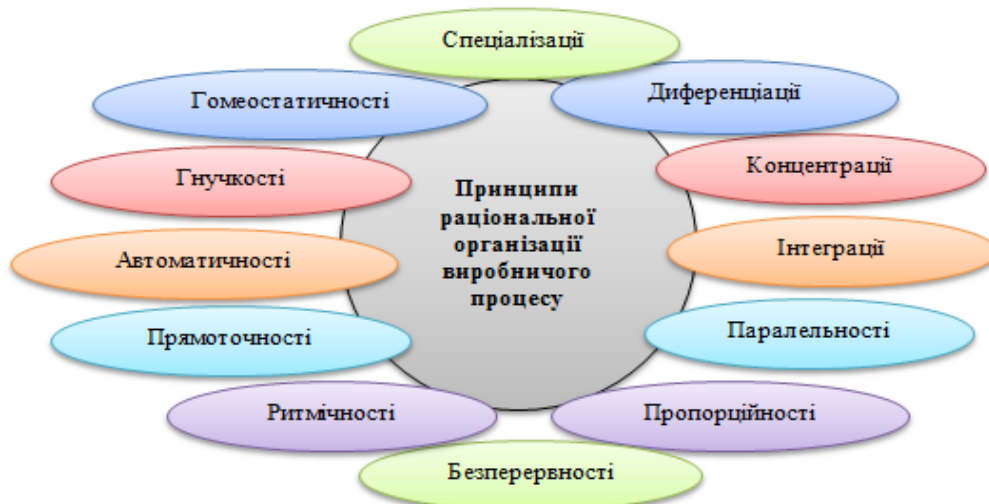 Спеціалізації
Гомеостатичності
Диференціації
Гнучкості
Концентрації
Принципи
раціональної
організації
виробничого
процесу
Автоматичності
Інтеграції
Прямоточності
Паралельності
Ритмічності
Пропорційності
Безперервності